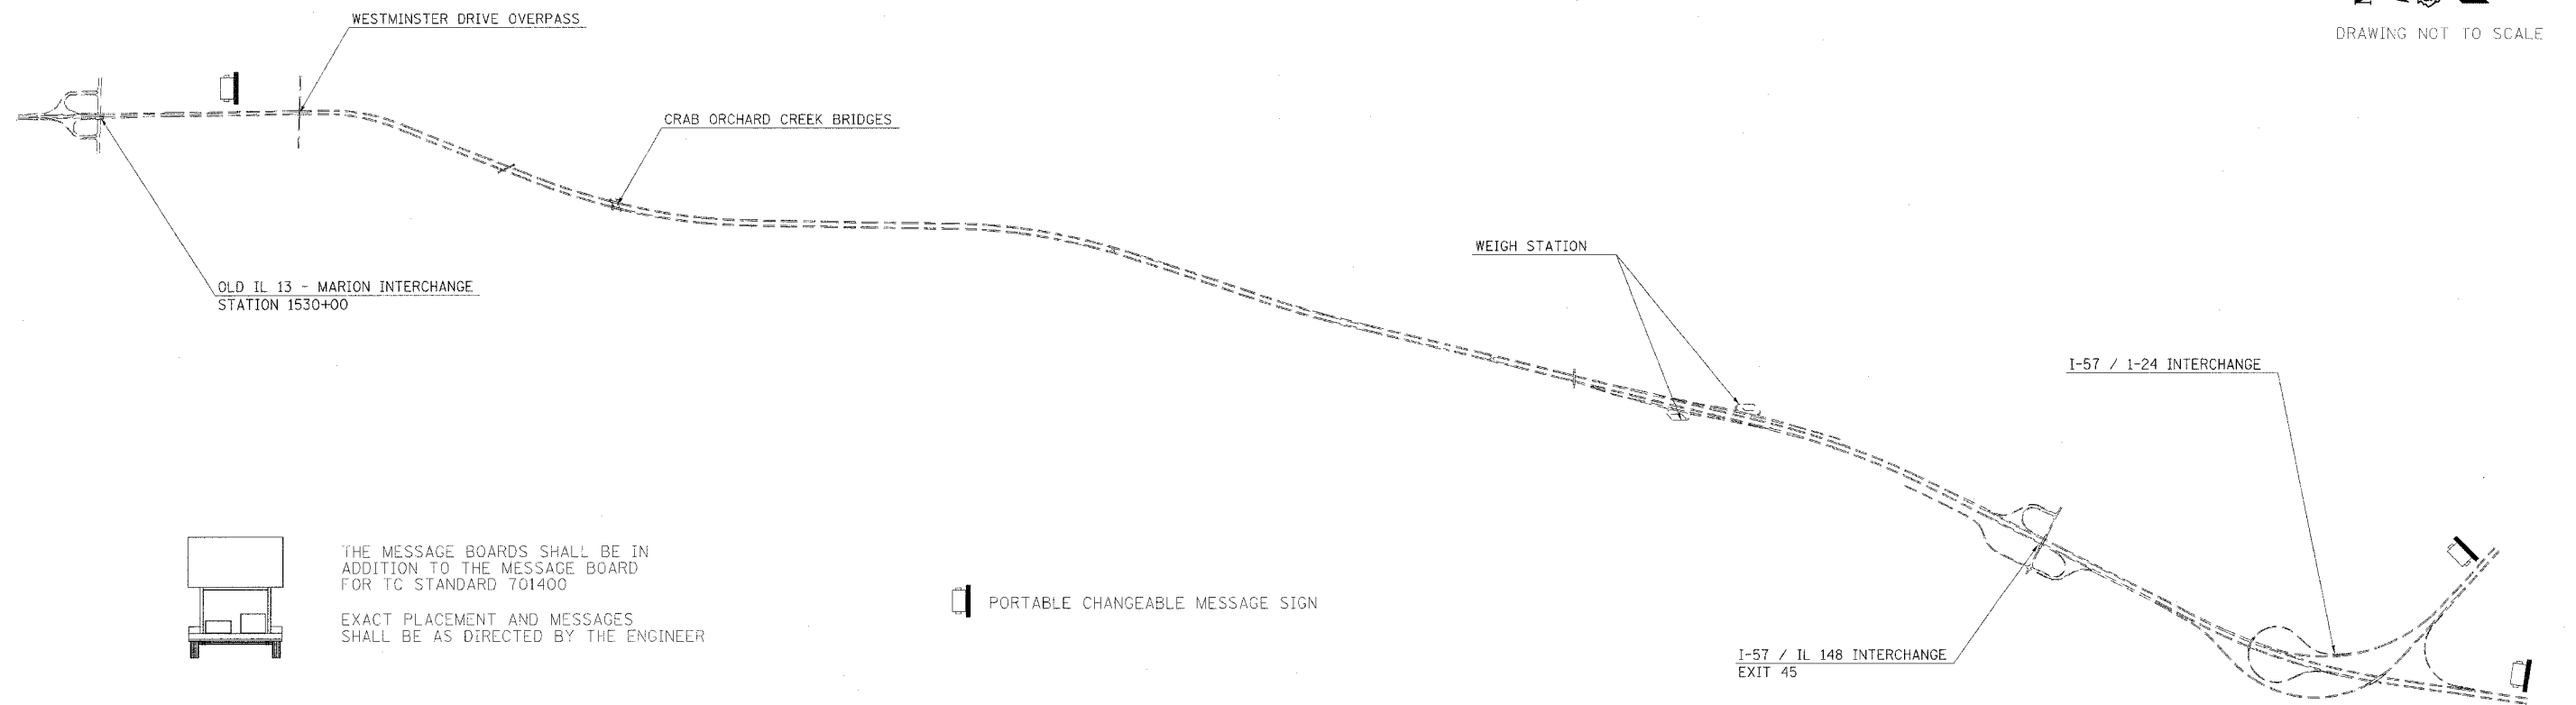 WESTMINSTER DRIVE OVERPASS
DRAWING NOT TO SCALE
CRAB ORCHARD CREEK BRIDGES
WEIGH STATION
OLD IL 13 - MARION INTERCHANGE
STATION 1530+00
I-57 / 1-24 INTERCHANGE
THE MESSAGE BOARDS SHALL BE IN
ADDITION TO THE MESSAGE BOARD
FOR TC STANDARD 701400
EXACT PLACEMENT AND MESSAGES
SHALL BE AS DIRECTED BY THE ENGINEER
PORTABLE CHANGEABLE MESSAGE SIGN
I-57 / IL 148 INTERCHANGE
EXIT 45